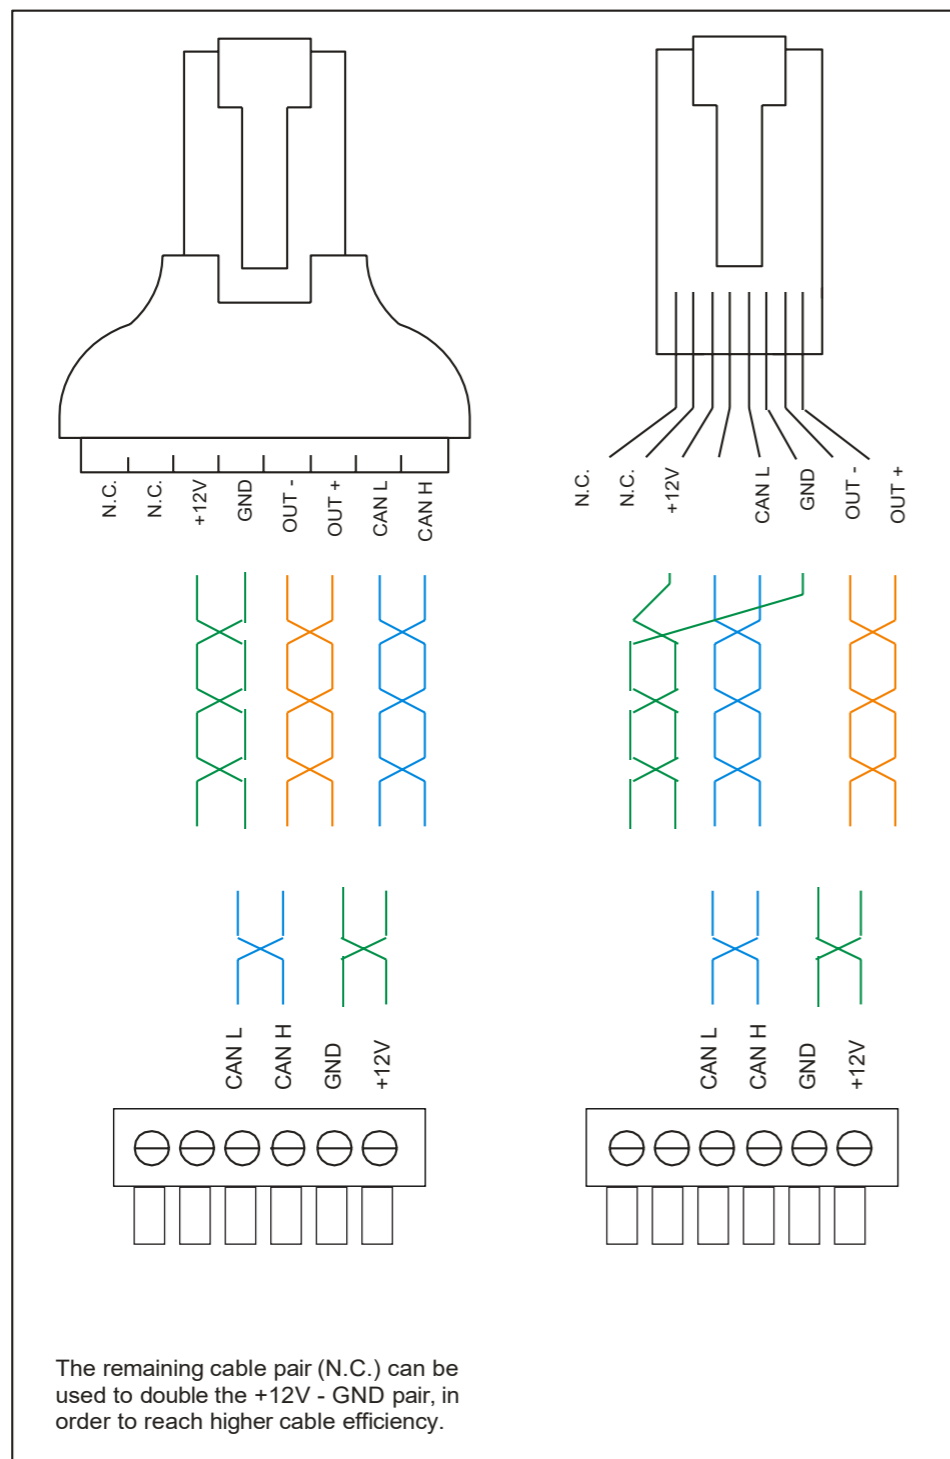 N.C.
N.C.
+12V
GND
OUT -
OUT +
CAN L
CAN H
N.C.
N.C.
+12V
CAN L
GND
OUT -
OUT +
CAN L
CAN H
GND
+12V
CAN L
CAN H
GND
+12V
The remaining cable pair (N.C.) can be
used to double the +12V - GND pair, in
order to reach higher cable efficiency.